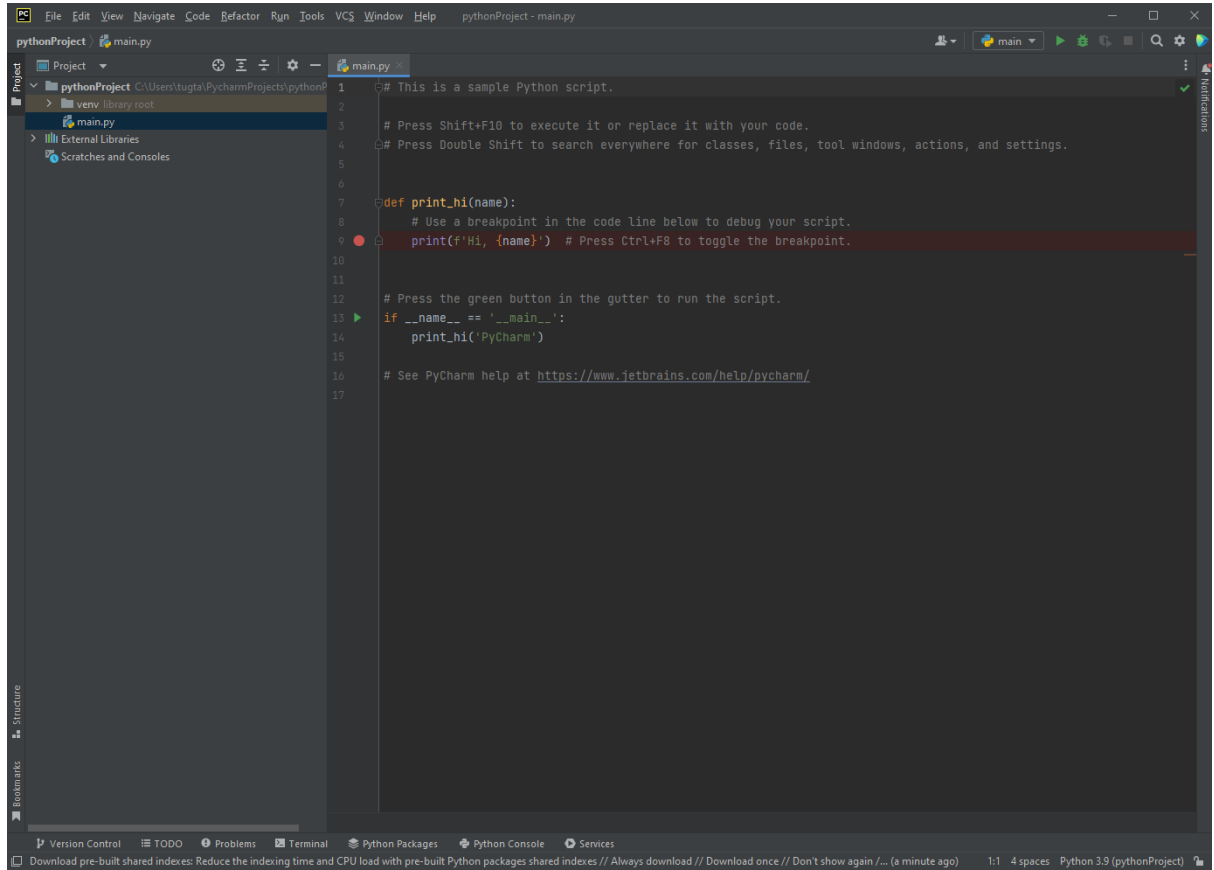 PC File Edit View Navigate Code Refactor Run Tools VCS Window Help pythonProject - main.py
pythonProject main.py main
Project main.py
Project
pythonProject C:\Users\tugta\PycharmProjects\pythonP
venv library root
main.py
External Libraries
Scratches and Consoles
1 # This is a sample Python script.
2
3 # Press Shift+F10 to execute it or replace it with your code.
4 # Press Double Shift to search everywhere for classes, files, tool windows, actions, and settings.
5
6
7 def print_hi(name):
8 # Use a breakpoint in the code line below to debug your script.
9 print(f'Hi, {name}') # Press Ctrl+F8 to toggle the breakpoint.
10
11
12 # Press the green button in the gutter to run the script.
13 if __name__ == '__main__':
14 print_hi('PyCharm')
15
16 # See PyCharm help at https://www.jetbrains.com/help/pycharm/
17
Notifications
Structure
Bookmarks
Version Control TODO Problems Terminal Python Packages Python Console Services
Download pre-built shared indexes: Reduce the indexing time and CPU load with pre-built Python packages shared indexes // Always download // Download once // Don't show again /... (a minute ago) 1:1 4 spaces Python 3.9 (pythonProject)